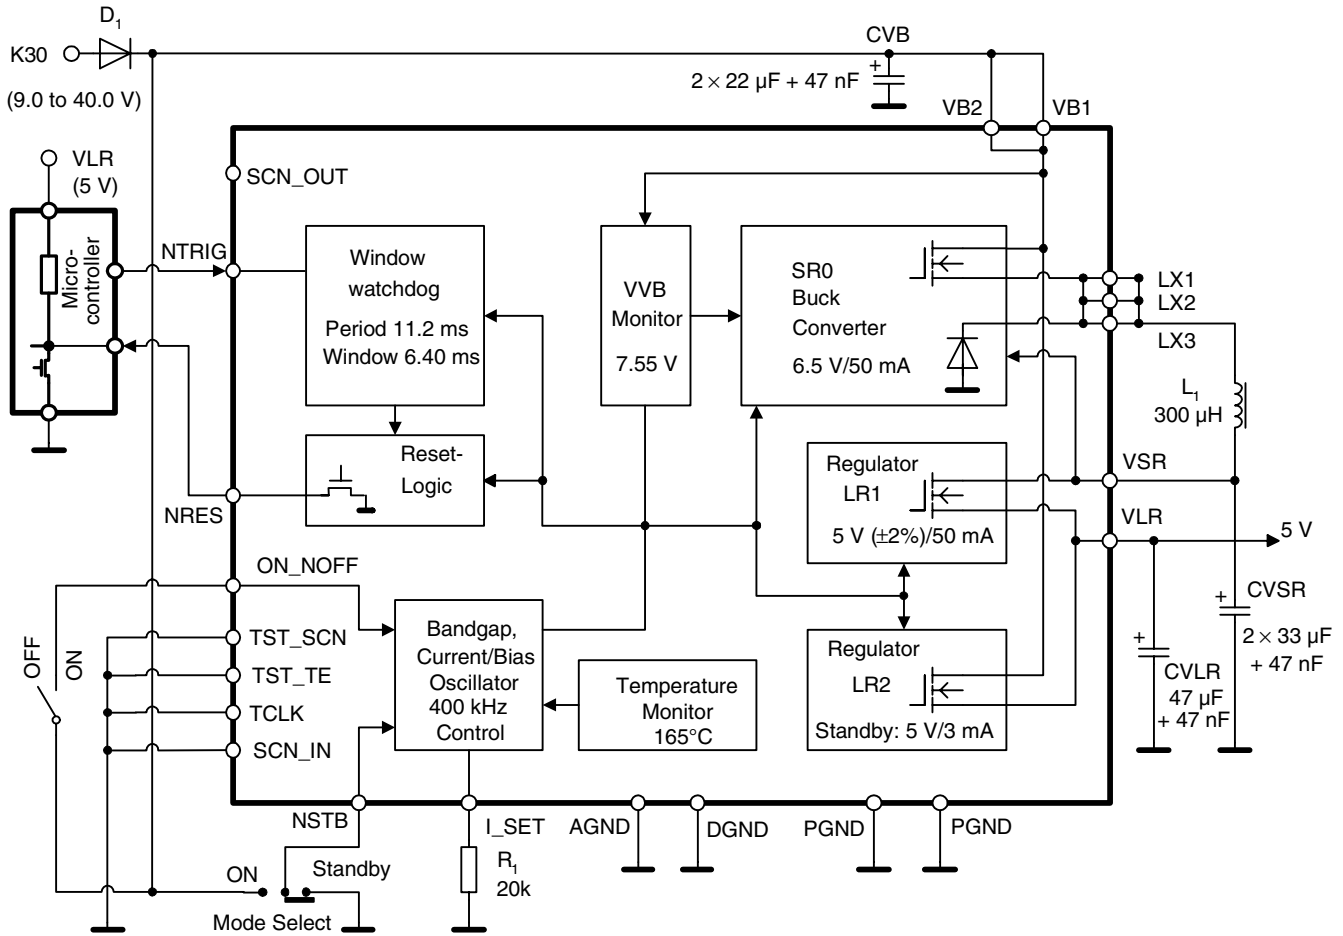 D1
K30
(9.0 to 40.0 V)
CVB
+
2 × 22 µF + 47 nF
VB2
VB1
VLR
(5 V)
SCN_OUT
Micro-
controller
NTRIG
Window
watchdog
Period 11.2 ms
Window 6.40 ms
VVB
Monitor
7.55 V
SR0
Buck
Converter
6.5 V/50 mA
LX1
LX2
LX3
L1
300 µH
Reset-
Logic
NRES
Regulator
LR1
5 V (±2%)/50 mA
VSR
VLR
5 V
ON_NOFF
OFF
ON
TST_SCN
TST_TE
TCLK
SCN_IN
Bandgap,
Current/Bias
Oscillator
400 kHz
Control
Temperature
Monitor
165°C
Regulator
LR2
Standby: 5 V/3 mA
+
CVSR
2 × 33 µF
+ 47 nF
+
CVLR
47 µF
+ 47 nF
NSTB
I_SET
AGND
DGND
PGND
PGND
ON
Standby
R1
20k
Mode Select